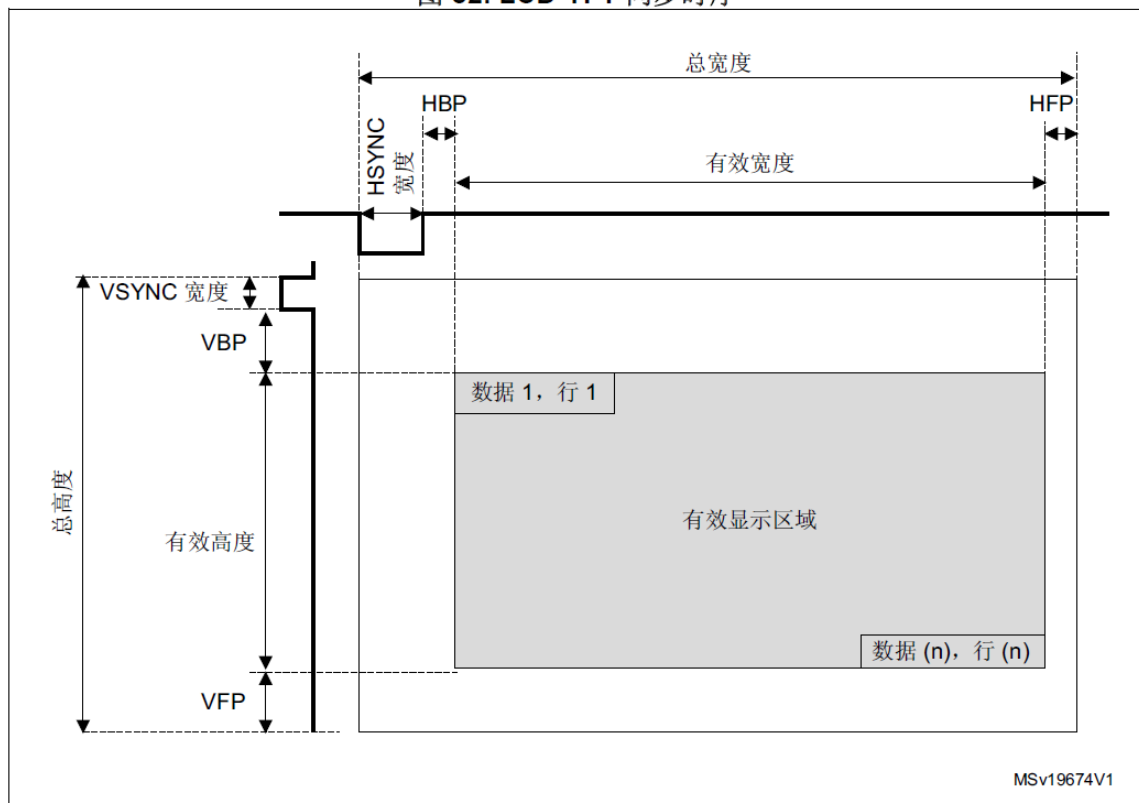 总宽度
HBP
HFP
HSYNC
宽度
有效宽度
VSYNC 宽度
VBP
数据 1，行 1
总高度
有效高度
有效显示区域
数据 (n)，行 (n)
VFP
MSv19674V1